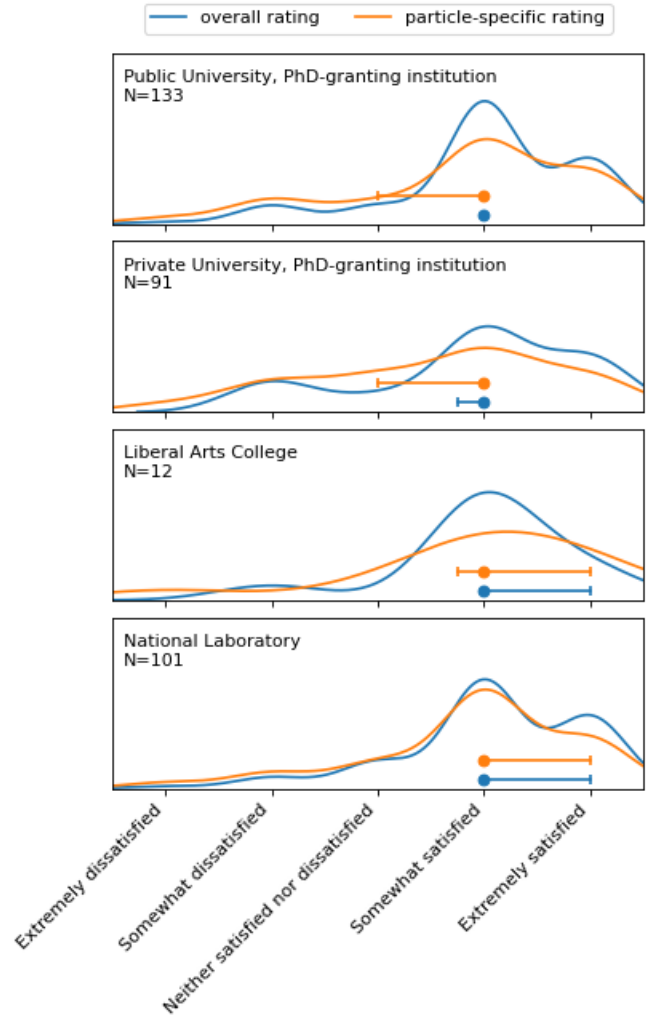 overall rating
particle-specific rating
Public University, PhD-granting institution
N=133
Private University, PhD-granting institution
N=91
Liberal Arts College
N=12
National Laboratory
N=101
Extremely dissatisfied
Somewhat dissatisfied
Neither satisfied nor dissatisfied
Somewhat satisfied
Extremely satisfied